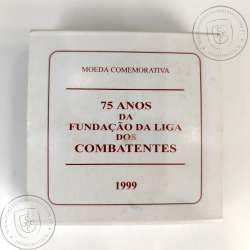 MOEDA COMEMORATIVA
75 ANOS
DA
FUNDAÇÃO DA LIGA
DOS
COMBATENTES
1999